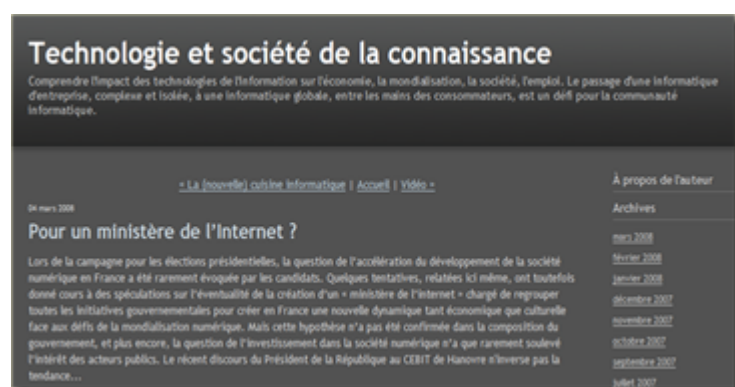 Technologie et société de la connaissance
Comprendre l'impact des technologies de l'information sur l'économie, la mondialisation, la société, l'emploi. Le passage d'une informatique
d'entreprise, complexe et isolée, à une informatique globale, entre les mains des consommateurs, est un défi pour la communauté
informatique.
« La (nouvelle) cuisine informatique | Accueil | Vidéo »
04 mars 2008
Pour un ministère de l'Internet ?
Lors de la campagne pour les élections présidentielles, la question de l'accélération du développement de la société
numérique en France a été rarement évoquée par les candidats. Quelques tentatives, relatées ici même, ont toutefois
donné cours à des spéculations sur l'éventualité de la création d'un « ministère de l'internet » chargé de regrouper
toutes les initiatives gouvernementales pour créer en France une nouvelle dynamique tant économique que culturelle
face aux défis de la mondialisation numérique. Mais cette hypothèse n'a pas été confirmée dans la composition du
gouvernement, et plus encore, la question de l'investissement dans la société numérique n'a que rarement soulevé
l'intérêt des acteurs publics. Le récent discours du Président de la République au CEBIT de Hanovre n'inverse pas la
tendance...
À propos de l'auteur
Archives
mars 2008
février 2008
janvier 2008
décembre 2007
novembre 2007
octobre 2007
septembre 2007
juillet 2007